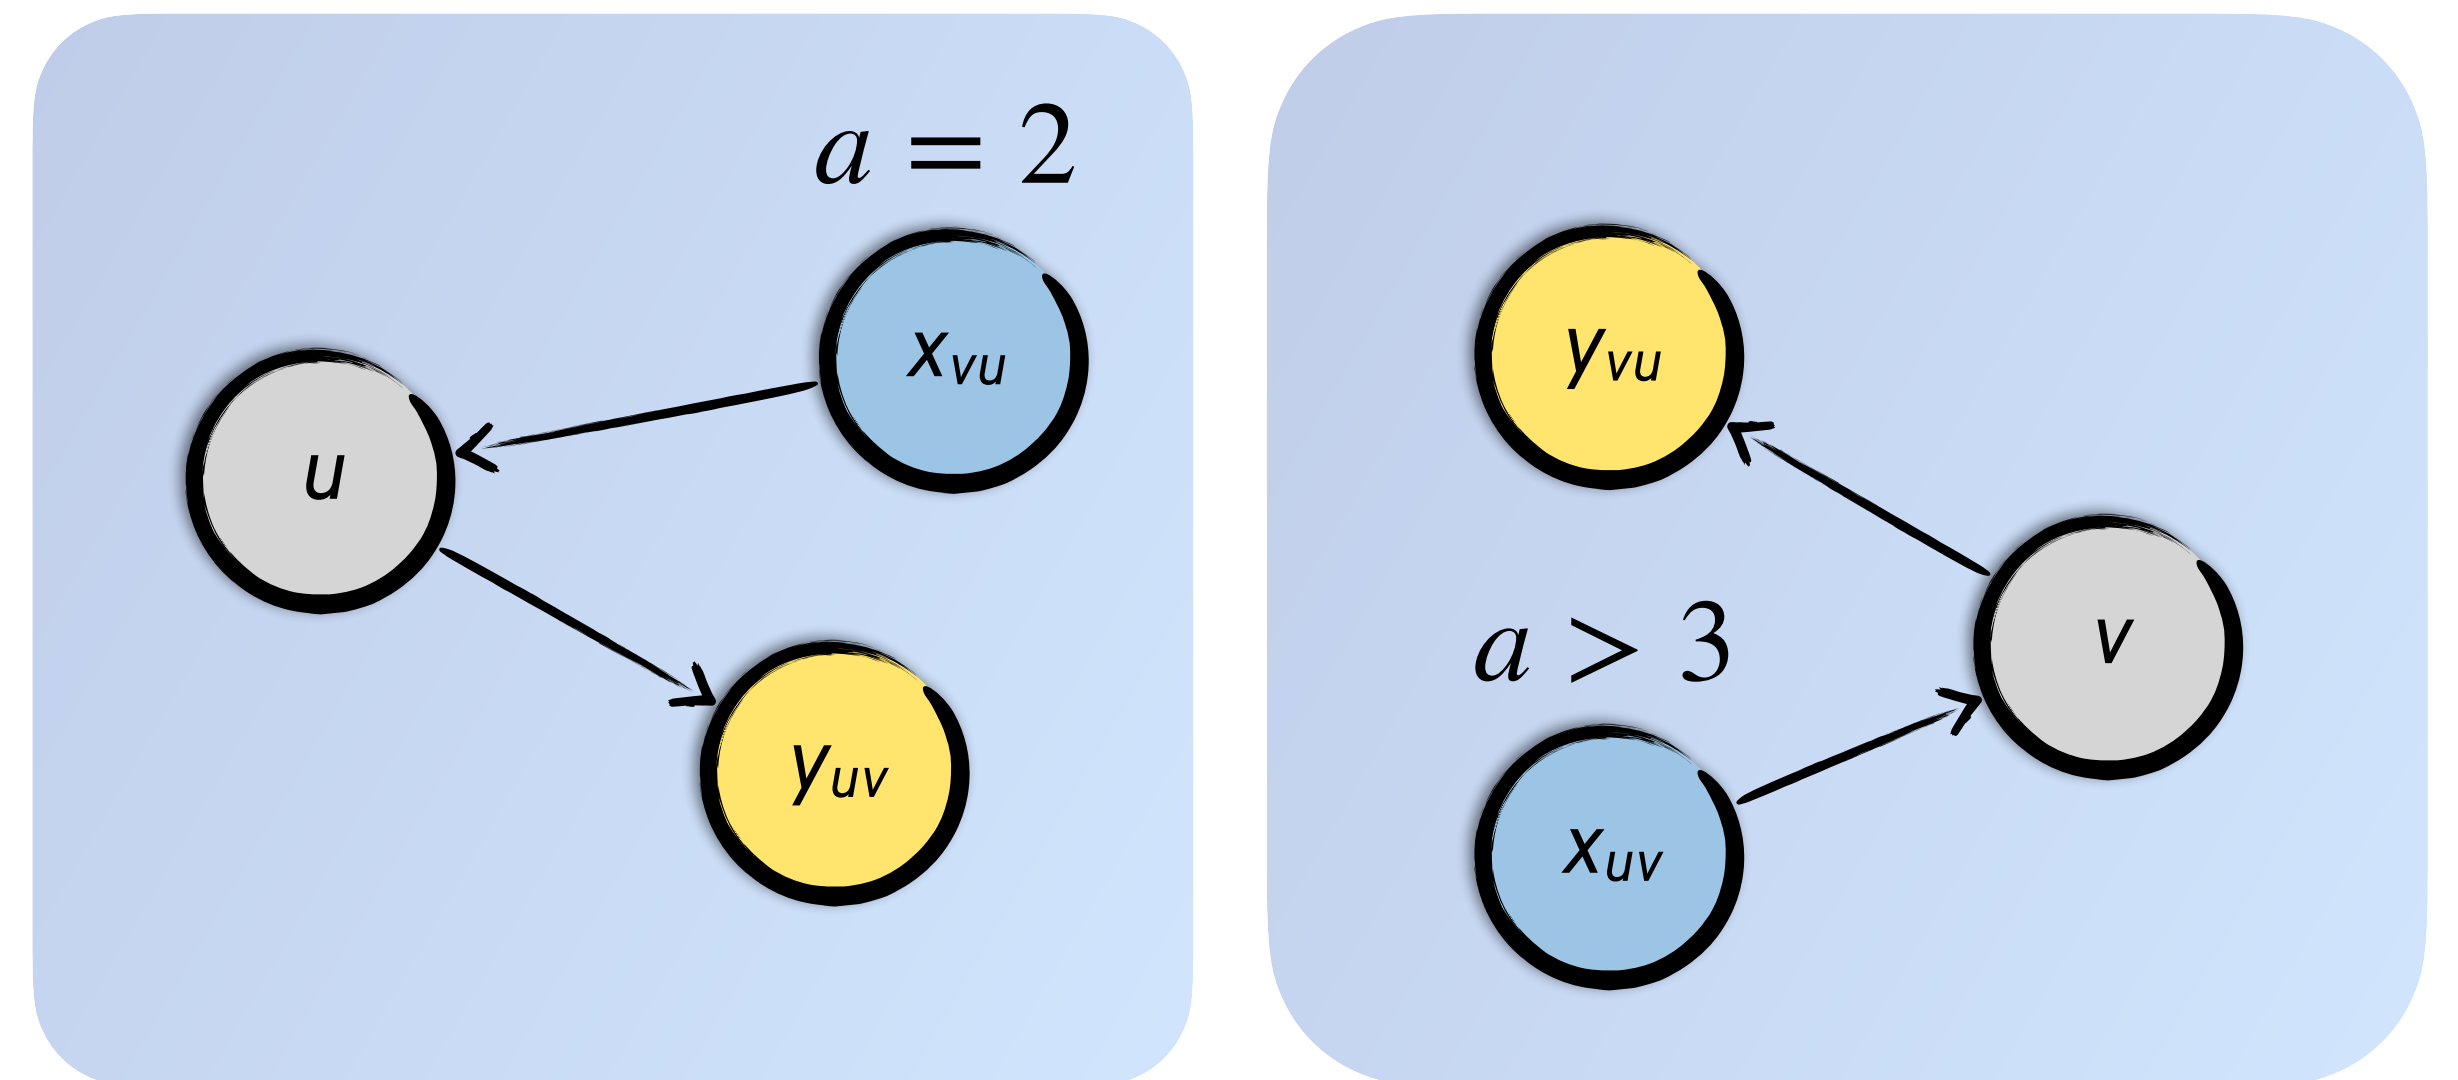 a = 2
x_vu
u
y_uv
y_vu
a > 3
v
x_uv